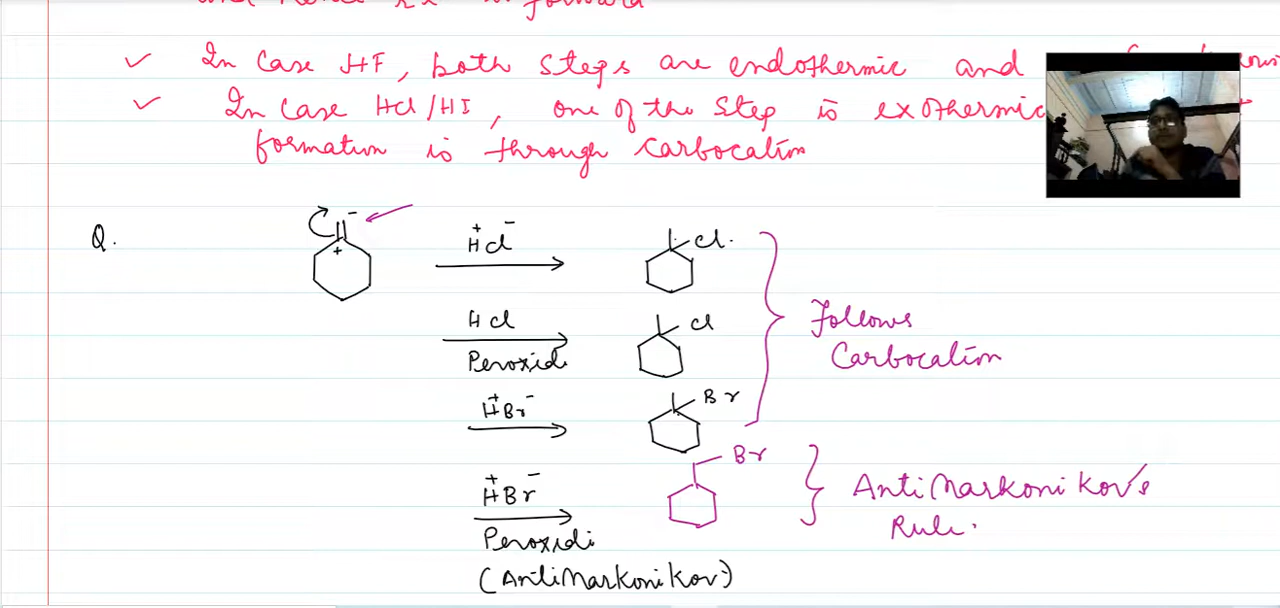 In Case HF, both steps are endothermic and
In case HCl/HI, one of the step is exothermic
formation is through Carbocation
Q.
+ -
HCl
Cl.
HCl
Peroxide
Cl
Follows
Carbocation
+ -
HBr
Br
+ -
HBr
Peroxide
(AntiMarkonikov)
Br
AntiMarkonikov's
Rule.